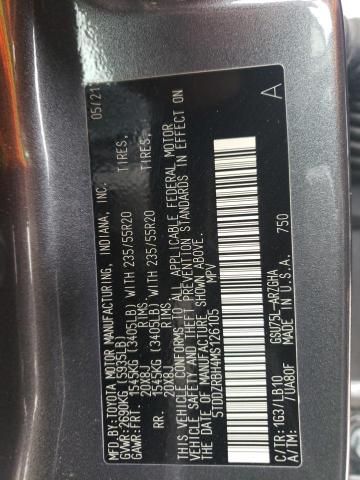 MFD.BY:TOYOTA MOTOR MANUFACTURING, INDIANA, INC. 05/21
GVWR:2690KG (5935LB)
GAWR:FRT. 1545KG (3405LB) WITH 235/55R20 TIRES,
20X8J RIMS
RR. 1545KG (3405LB) WITH 235/55R20 TIRES,
20X8J RIMS
THIS VEHICLE CONFORMS TO ALL APPLICABLE FEDERAL MOTOR
VEHICLE SAFETY AND THEFT PREVENTION STANDARDS IN EFFECT ON
THE DATE OF MANUFACTURE SHOWN ABOVE.
5TDDZRBH4MS126105 MPV
A
C/TR:1G3/LB10 GSU75L-ARZGHA
A/TM: /UA80F MADE IN U.S.A. 750